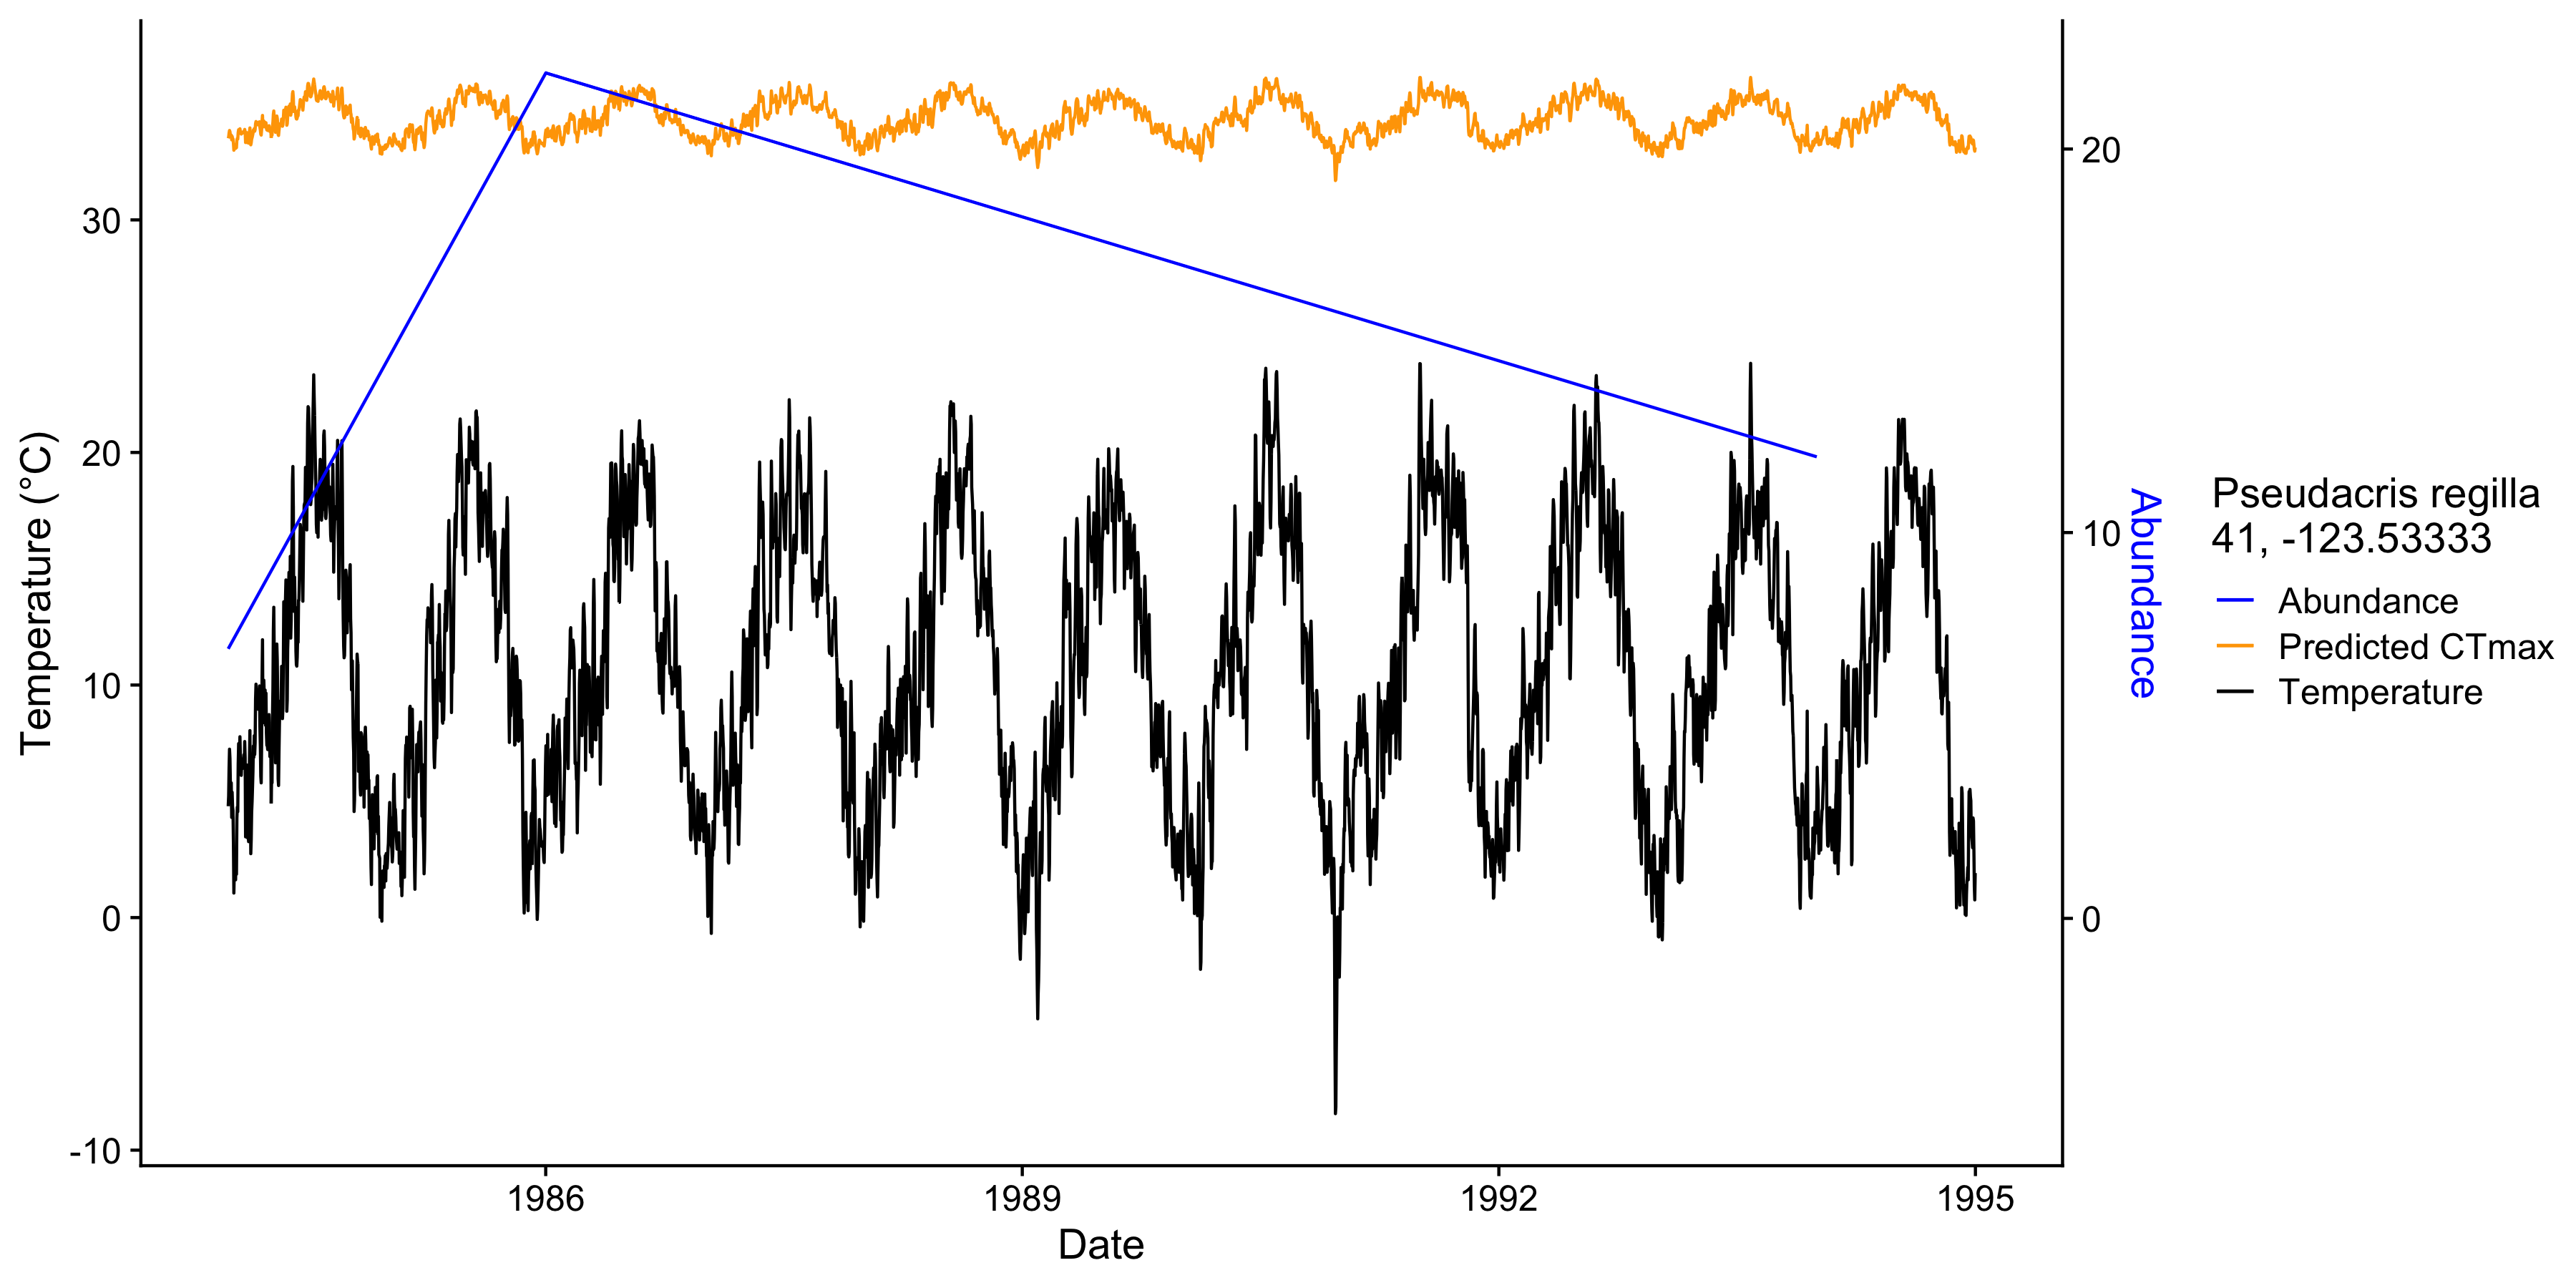 Temperature (°C)
30
20
10
0
-10
1986
1989
1992
1995
Date
20
10
0
Abundance
Pseudacris regilla
41, -123.53333
Abundance
Predicted CTmax
Temperature